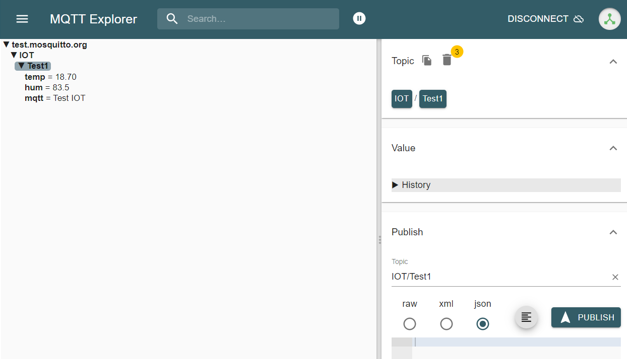 MQTT Explorer
Search...
DISCONNECT
▼ test.mosquitto.org
▼ IOT
▼ Test1
temp = 18.70
hum = 83.5
mqtt = Test IOT
Topic
3
IOT / Test1
Value
▶ History
Publish
Topic
IOT/Test1
raw xml json
PUBLISH